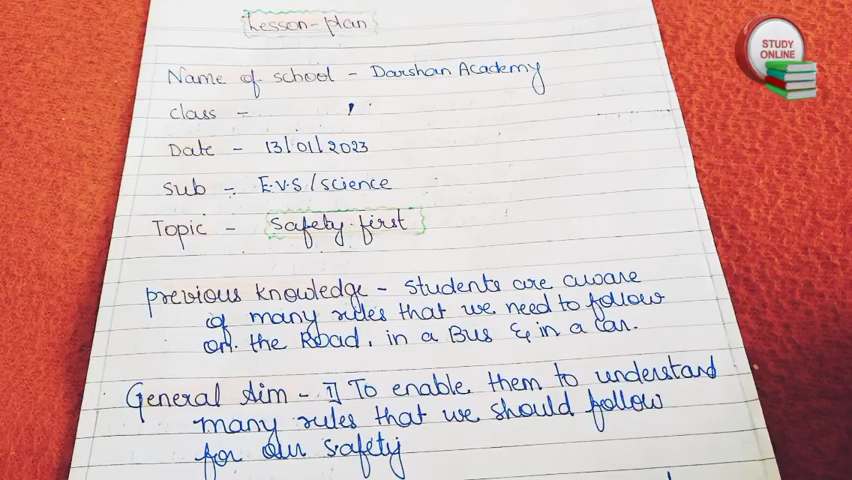 Lesson-plan
STUDY
ONLINE
Name of school - Darshan Academy
class -
Date - 13/01/2023
Sub - E.V.S/science
Topic - Safety first
previous knowledge - students are aware
of many rules that we need to follow
on the Road, in a Bus & in a car.
General Aim - 1] To enable them to understand
many rules that we should follow
for our safety